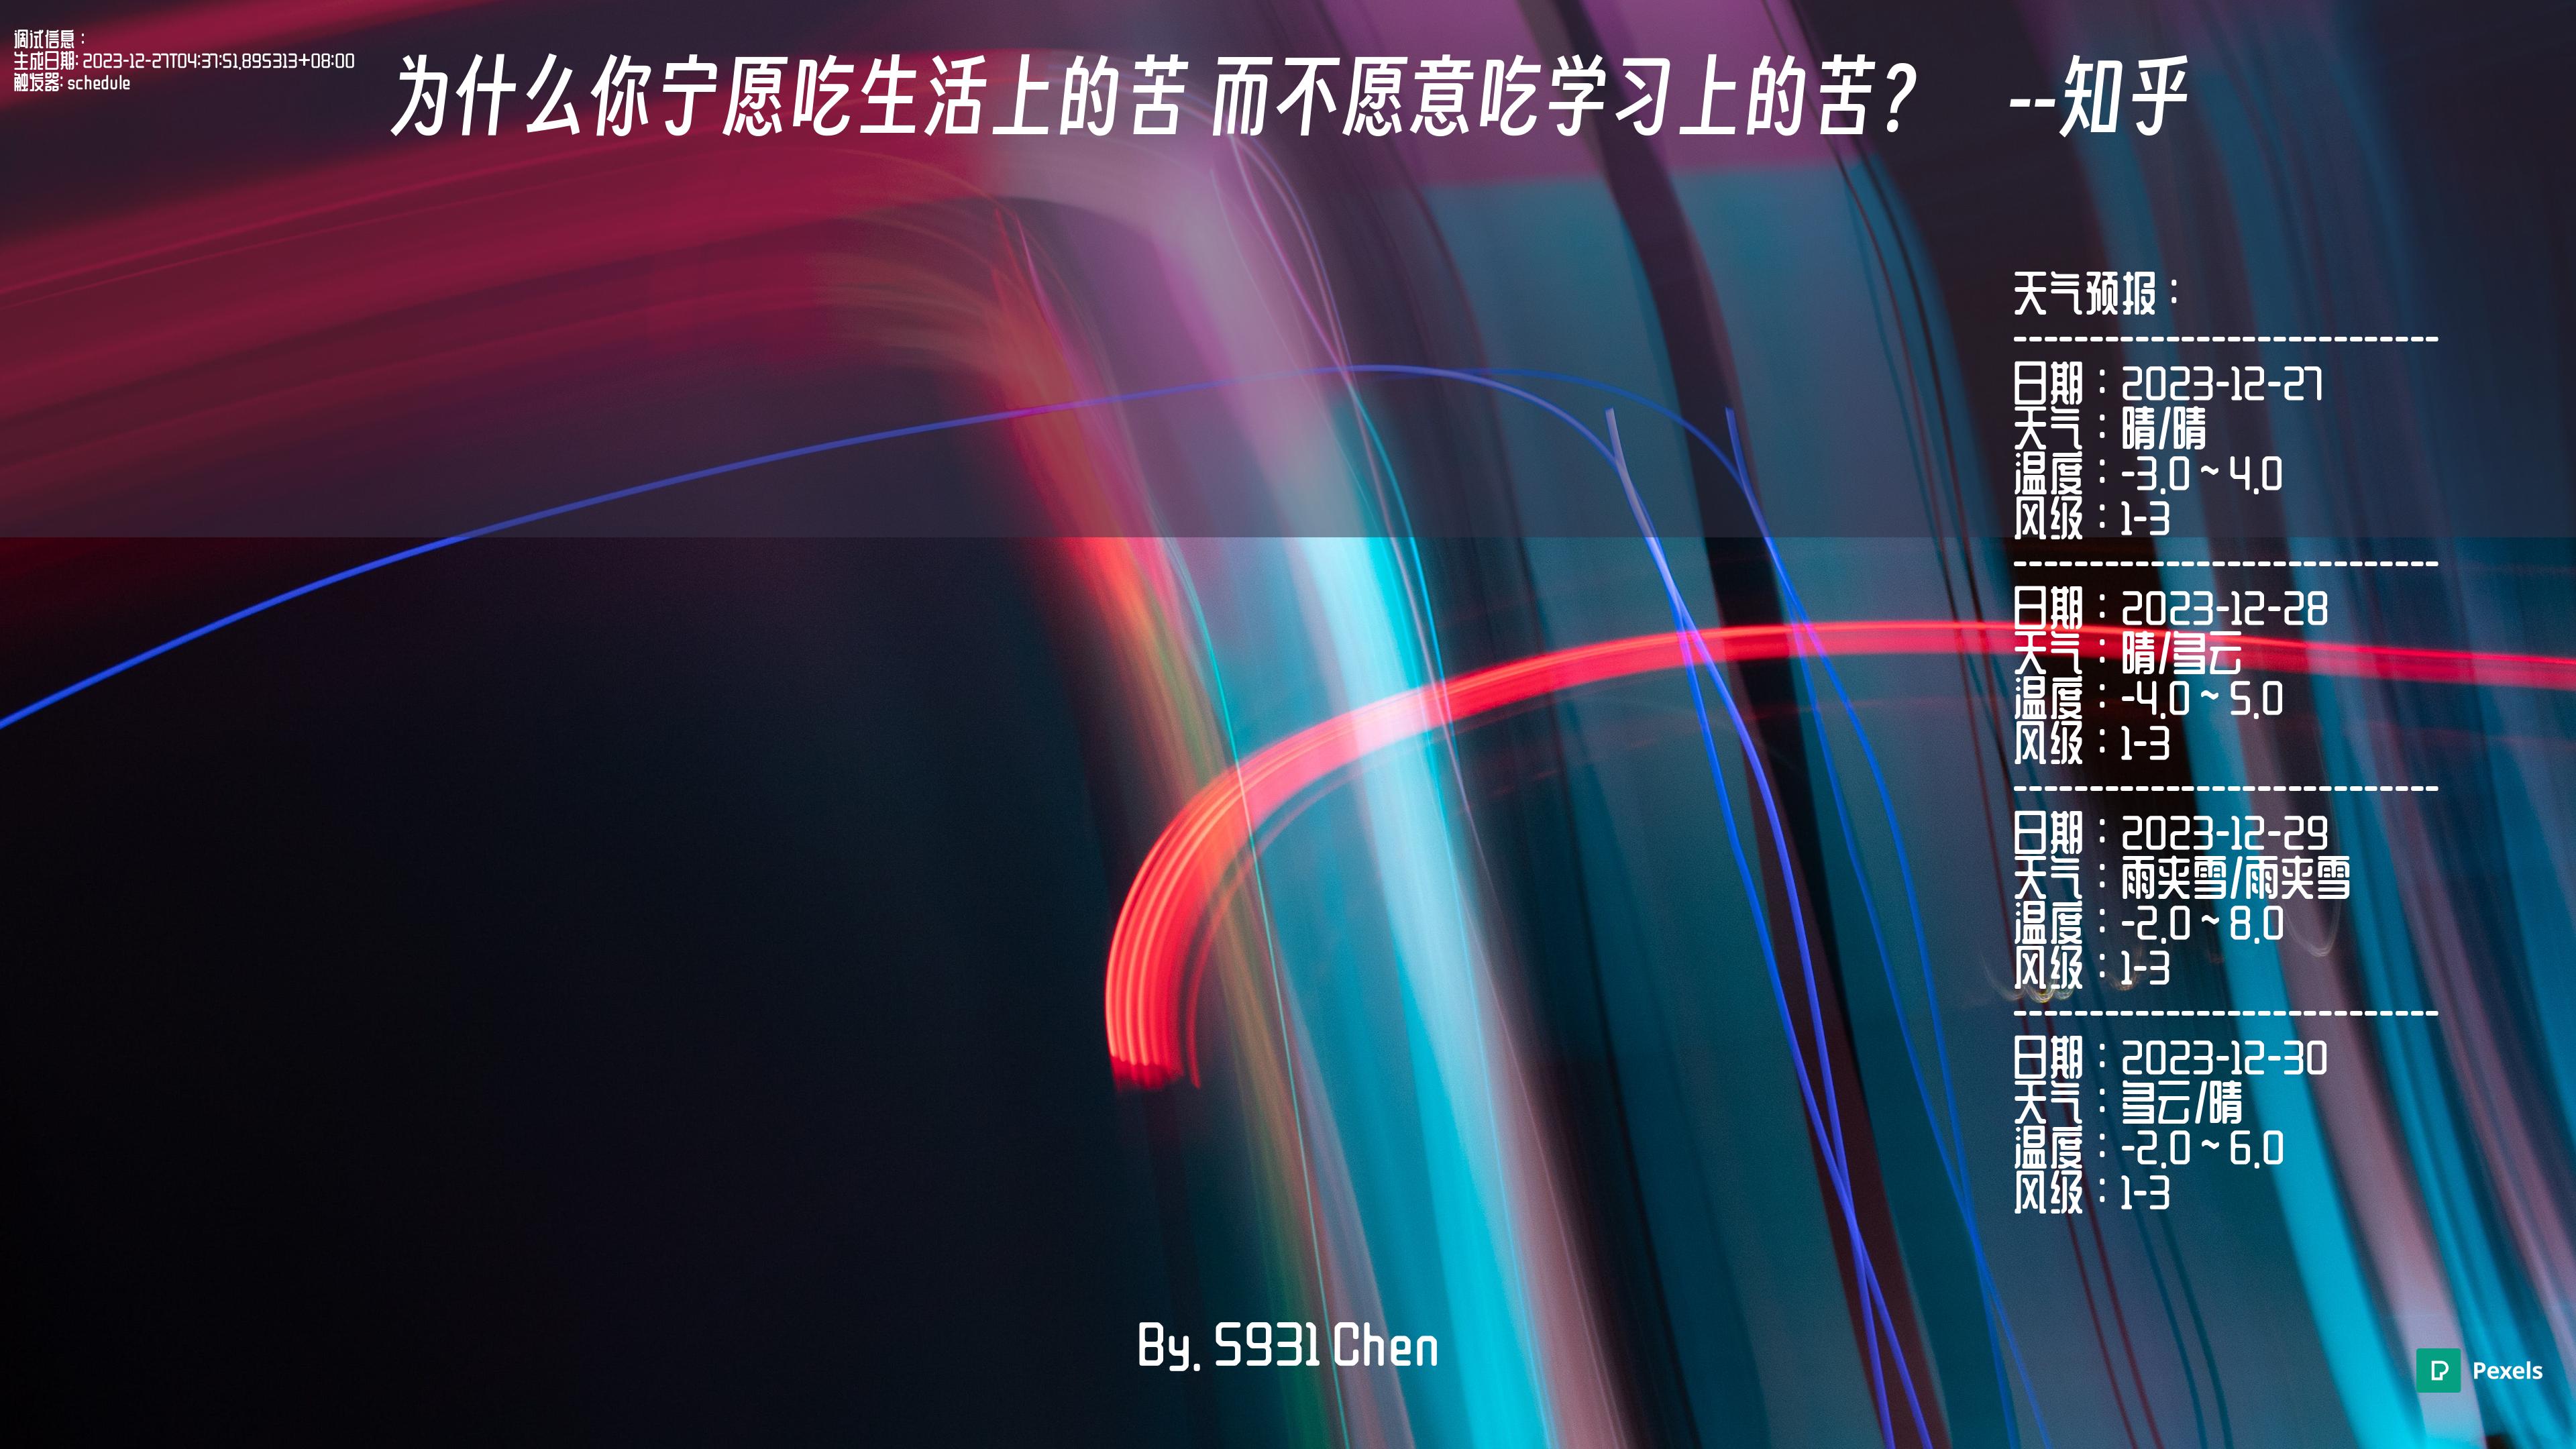 调试信息：
生成日期: 2023-12-27T04:37:51.895313+08:00
触发器: schedule
为什么你宁愿吃生活上的苦 而不愿意吃学习上的苦？ --知乎
天气预报：
----------------------------
日期：2023-12-27
天气：晴/晴
温度：-3.0 ~ 4.0
风级：1-3
----------------------------
日期：2023-12-28
天气：晴/多云
温度：-4.0 ~ 5.0
风级：1-3
----------------------------
日期：2023-12-29
天气：雨夹雪/雨夹雪
温度：-2.0 ~ 8.0
风级：1-3
----------------------------
日期：2023-12-30
天气：多云/晴
温度：-2.0 ~ 6.0
风级：1-3
By. 5931 Chen
Pexels